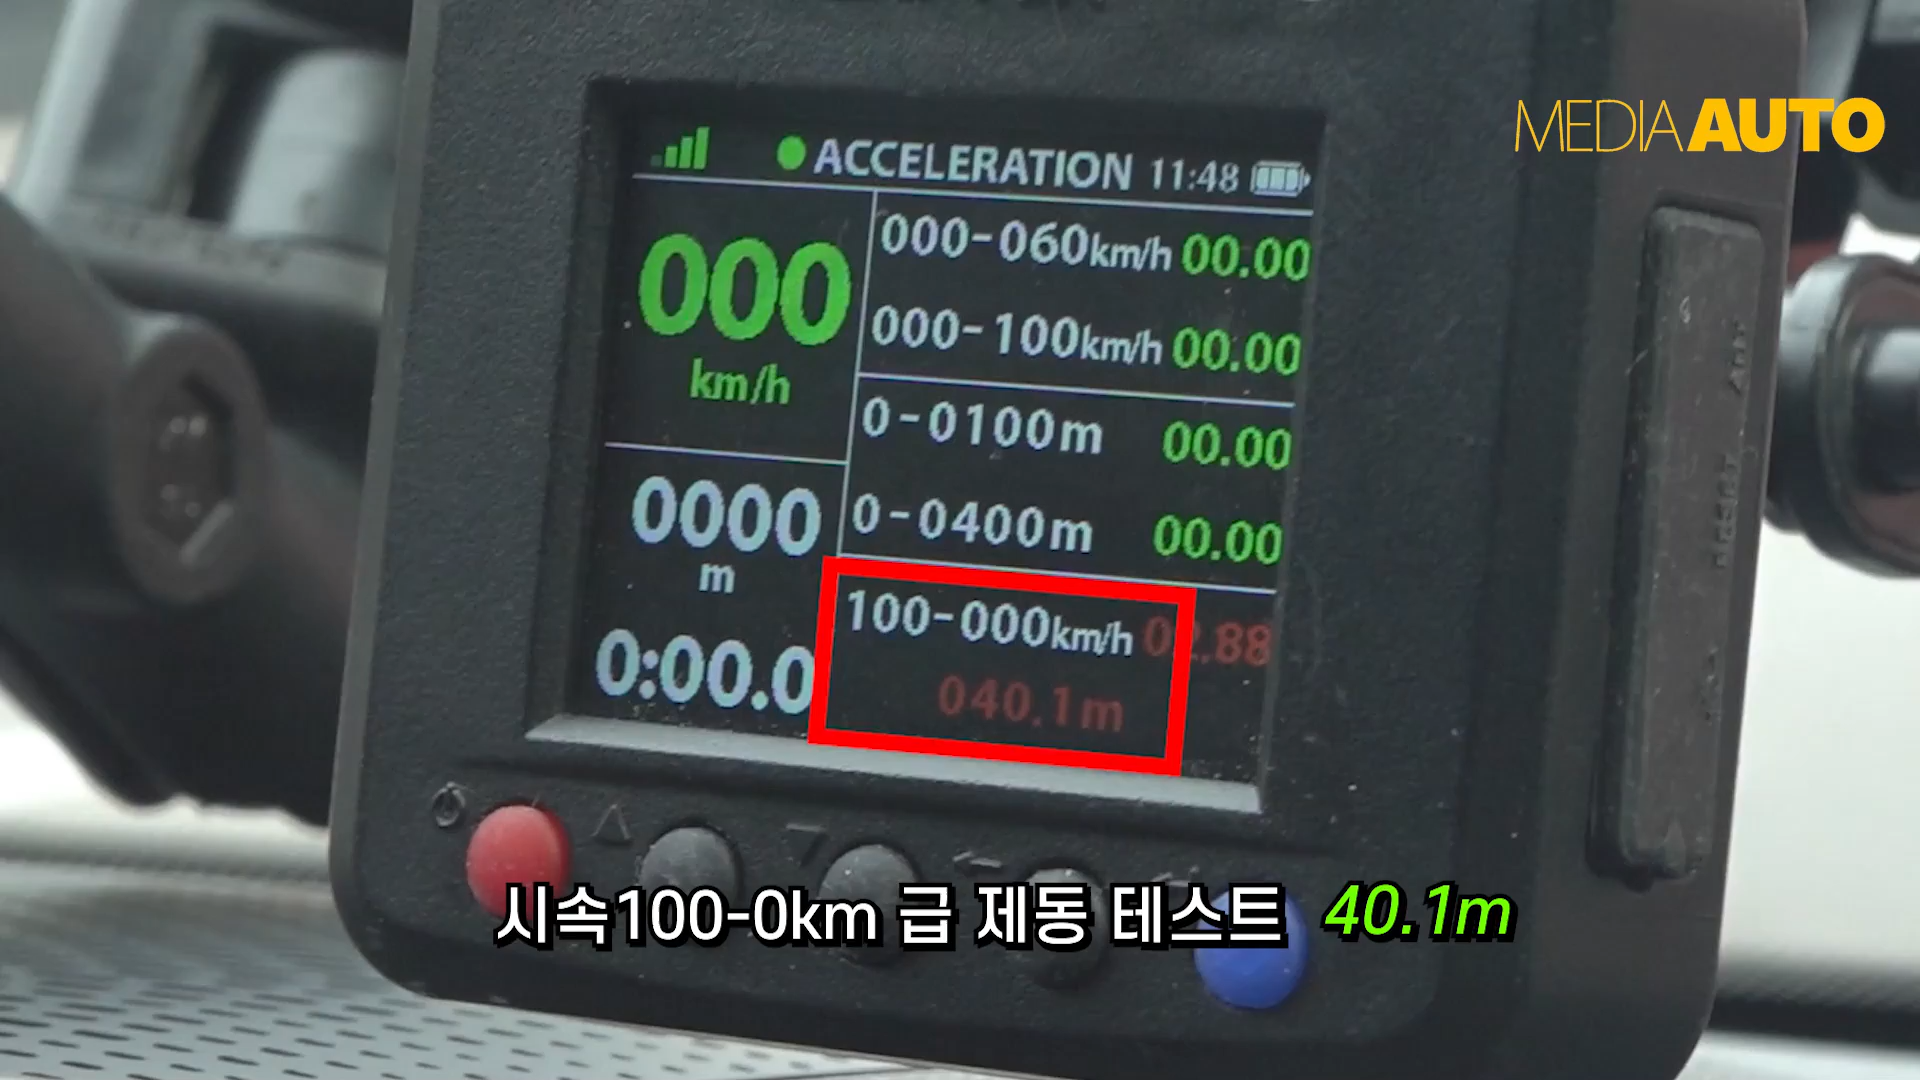 MEDIA AUTO
ACCELERATION 11:48
000
km/h
0000
m
0:00.0
000-060km/h 00.00
000-100km/h 00.00
0-0100m 00.00
0-0400m 00.00
100-000km/h 02.88
040.1m
시속100-0km 급 제동 테스트 40.1m